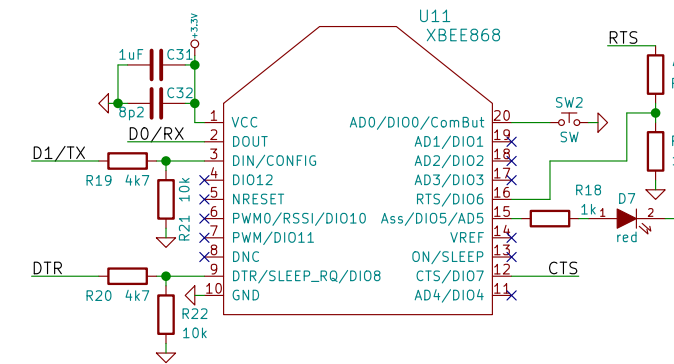 U11
XBEE868
+3.3V
1uF C31
C32
8p2
RTS
1 VCC
D0/RX 2 DOUT
D1/TX 3 DIN/CONFIG
R19 4k7
R21 10k
4 DIO12
5 NRESET
6 PWM0/RSSI/DIO10
7 PWM/DIO11
8 DNC
DTR 9 DTR/SLEEP_RQ/DIO8
R20 4k7
10 GND
R22
10k
AD0/DIO0/ComBut 20
SW2
SW
AD1/DIO1 19
AD2/DIO2 18
AD3/DIO3 17
RTS/DIO6 16
Ass/DIO5/AD5 15
R18
1k
D7
1 2
red
VREF 14
ON/SLEEP 13
CTS/DIO7 12 CTS
AD4/DIO4 11